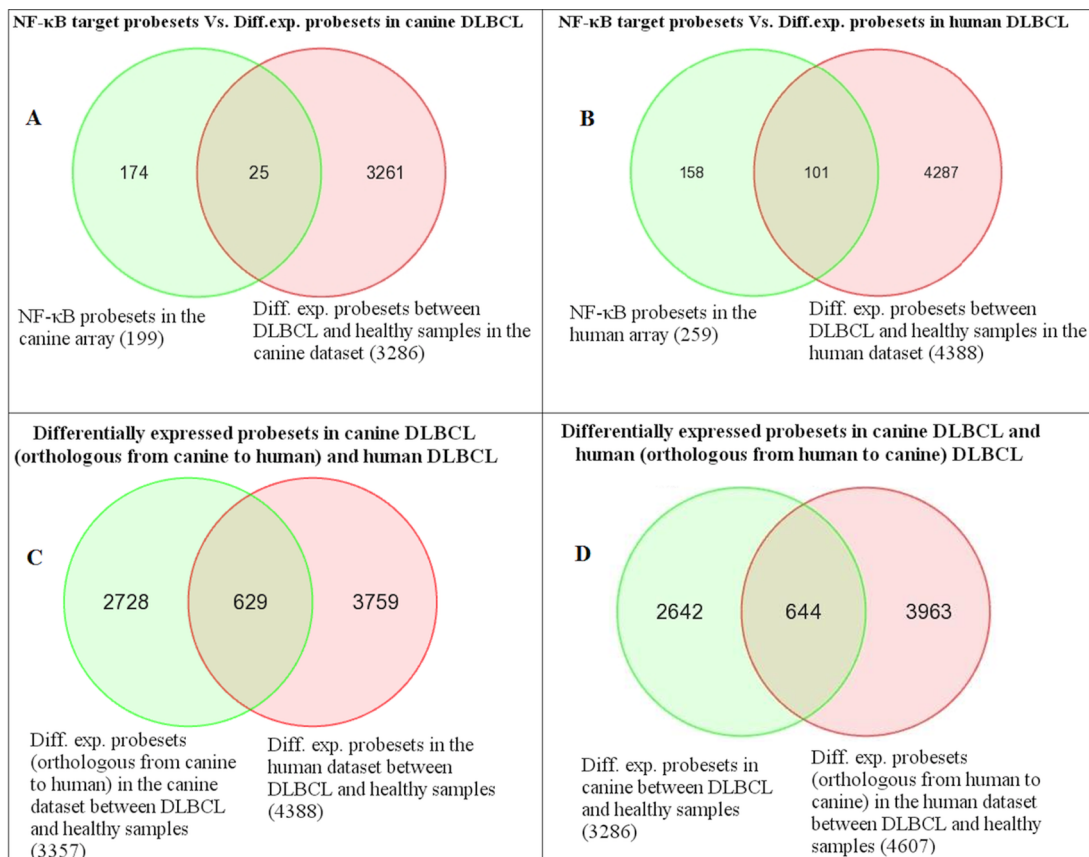 NF-κB target probesets Vs. Diff.exp. probesets in canine DLBCL
A
174
25
3261
NF-κB probesets in the
canine array (199)
Diff. exp. probesets between
DLBCL and healthy samples in the
canine dataset (3286)
NF-κB target probesets Vs. Diff.exp. probesets in human DLBCL
B
158
101
4287
NF-κB probesets in the
human array (259)
Diff. exp. probesets between
DLBCL and healthy samples in the
human dataset (4388)
Differentially expressed probesets in canine DLBCL
(orthologous from canine to human) and human DLBCL
C
2728
629
3759
Diff. exp. probesets
(orthologous from canine
to human) in the canine
dataset between DLBCL
and healthy samples
(3357)
Diff. exp. probesets in the
human dataset between
DLBCL and healthy samples
(4388)
Differentially expressed probesets in canine DLBCL and
human (orthologous from human to canine) DLBCL
D
2642
644
3963
Diff. exp. probesets in
canine between DLBCL
and healthy samples
(3286)
Diff. exp. probesets
(orthologous from human to
canine) in the human dataset
between DLBCL and healthy
samples (4607)